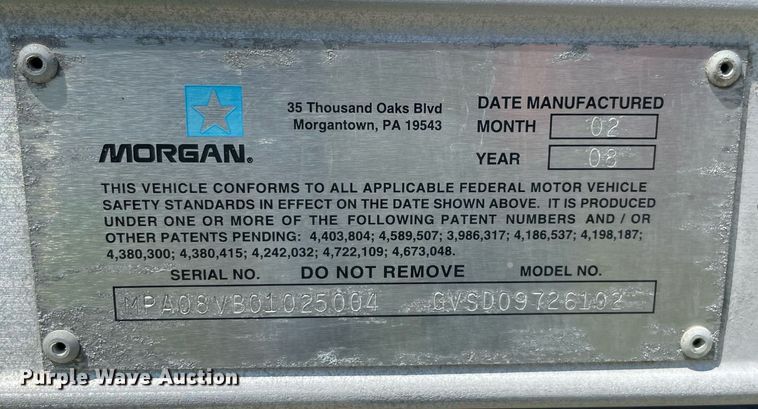 35 Thousand Oaks Blvd
Morgantown, PA 19543
DATE MANUFACTURED
MONTH 02
YEAR 08
MORGAN®
THIS VEHICLE CONFORMS TO ALL APPLICABLE FEDERAL MOTOR VEHICLE
SAFETY STANDARDS IN EFFECT ON THE DATE SHOWN ABOVE. IT IS PRODUCED
UNDER ONE OR MORE OF THE FOLLOWING PATENT NUMBERS AND / OR
OTHER PATENTS PENDING: 4,403,804; 4,589,507; 3,986,317; 4,186,537; 4,198,187;
4,380,300; 4,380,415; 4,242,032; 4,722,109; 4,673,048.
SERIAL NO. DO NOT REMOVE MODEL NO.
MPA08VB01025004 GVSD09726102
Purple Wave Auction